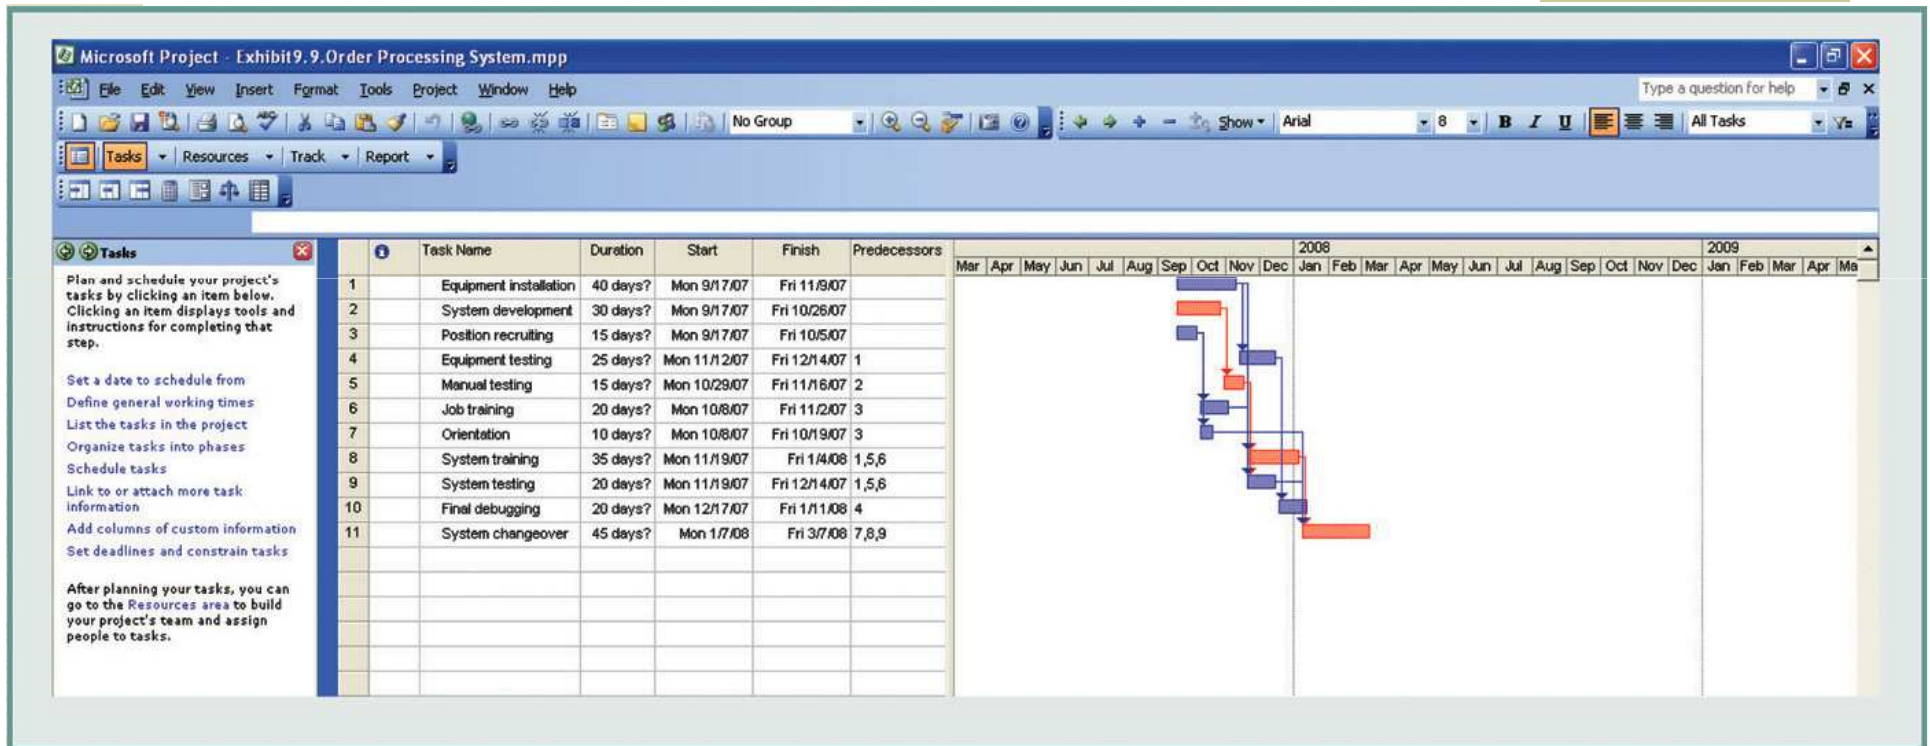 Microsoft Project - Exhibit9.9.Order Processing System.mpp
File Edit View Insert Format Tools Project Window Help Type a question for help
No Group Show Arial 8 B I U All Tasks
Tasks Resources Track Report
Tasks
Plan and schedule your project's
tasks by clicking an item below.
Clicking an item displays tools and
instructions for completing that
step.
Set a date to schedule from
Define general working times
List the tasks in the project
Organize tasks into phases
Schedule tasks
Link to or attach more task
information
Add columns of custom information
Set deadlines and constrain tasks
After planning your tasks, you can
go to the Resources area to build
your project's team and assign
people to tasks.
Task Name Duration Start Finish Predecessors
1 Equipment installation 40 days? Mon 9/17/07 Fri 11/9/07
2 System development 30 days? Mon 9/17/07 Fri 10/26/07
3 Position recruiting 15 days? Mon 9/17/07 Fri 10/5/07
4 Equipment testing 25 days? Mon 11/12/07 Fri 12/14/07 1
5 Manual testing 15 days? Mon 10/29/07 Fri 11/16/07 2
6 Job training 20 days? Mon 10/8/07 Fri 11/2/07 3
7 Orientation 10 days? Mon 10/8/07 Fri 10/19/07 3
8 System training 35 days? Mon 11/19/07 Fri 1/4/08 1,5,6
9 System testing 20 days? Mon 11/19/07 Fri 12/14/07 1,5,6
10 Final debugging 20 days? Mon 12/17/07 Fri 1/11/08 4
11 System changeover 45 days? Mon 1/7/08 Fri 3/7/08 7,8,9
2008 2009
Mar Apr May Jun Jul Aug Sep Oct Nov Dec Jan Feb Mar Apr May Jun Jul Aug Sep Oct Nov Dec Jan Feb Mar Apr Ma